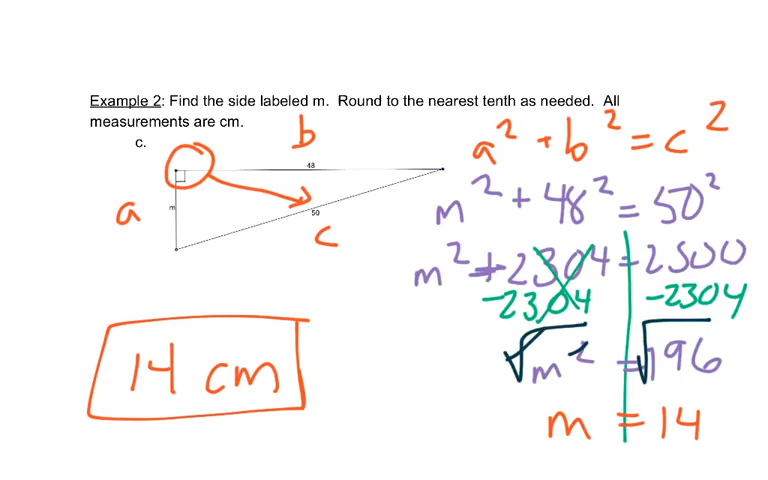 Example 2: Find the side labeled m.  Round to the nearest tenth as needed.  All
measurements are cm.
c.
b
48
a
m
50
c
a² + b² = c²
m² + 48² = 50²
m² + 2304 = 2500
-2304 -2304
√m² = √196
m = 14
14 cm